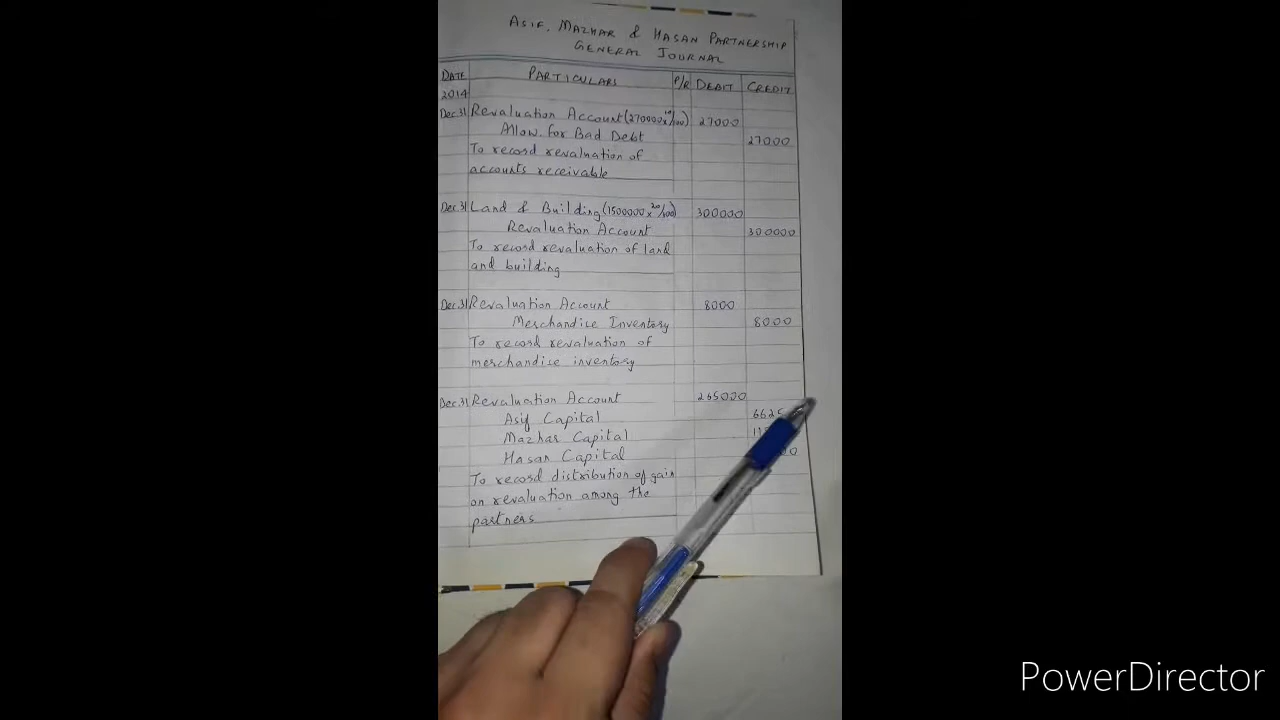 ASIF, MAZHAR & HASAN PARTNERSHIP
GENERAL JOURNAL
DATE PARTICULARS P/R DEBIT CREDIT
2014
Dec.31 Revaluation Account (270000x10/100) 27000
Allow. for Bad Debt 27000
To record revaluation of
accounts receivable
Dec.31 Land & Building (1500000x20/100) 300000
Revaluation Account 300000
To record revaluation of land
and building
Dec.31 Revaluation Account 8000
Merchandise Inventory 8000
To record revaluation of
merchandise inventory
Dec.31 Revaluation Account 265000
Asif Capital
Mazhar Capital
Hasan Capital
To record distribution of gain
on revaluation among the
partners
PowerDirector